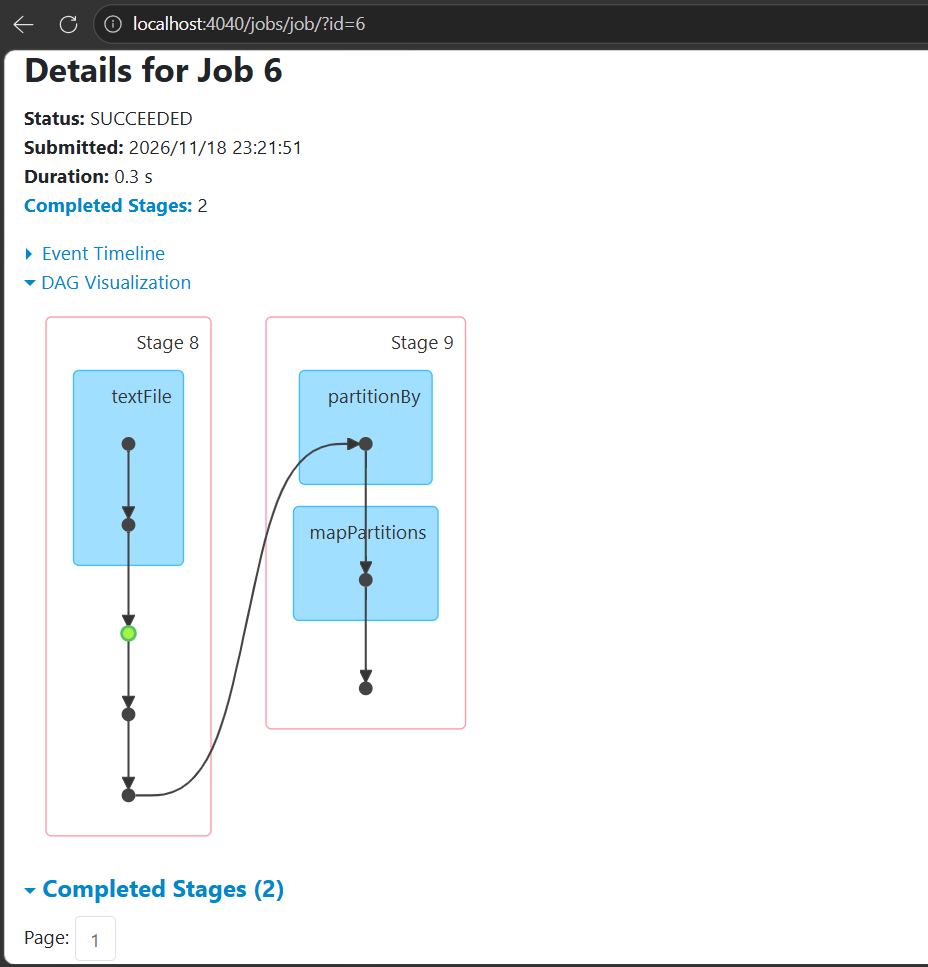 localhost:4040/jobs/job/?id=6
Details for Job 6
Status: SUCCEEDED
Submitted: 2026/11/18 23:21:51
Duration: 0.3 s
Completed Stages: 2
Event Timeline
DAG Visualization
Stage 8
Stage 9
textFile
partitionBy
mapPartitions
Completed Stages (2)
Page: 1